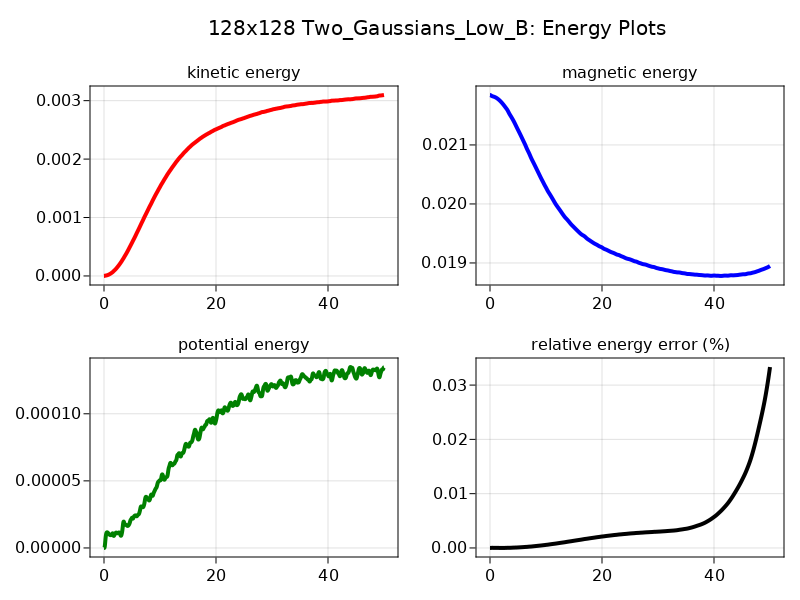 128x128 Two_Gaussians_Low_B: Energy Plots
kinetic energy
0.003
0.002
0.001
0.000
0 20 40
magnetic energy
0.021
0.020
0.019
0 20 40
potential energy
0.00010
0.00005
0.00000
0 20 40
relative energy error (%)
0.03
0.02
0.01
0.00
0 20 40